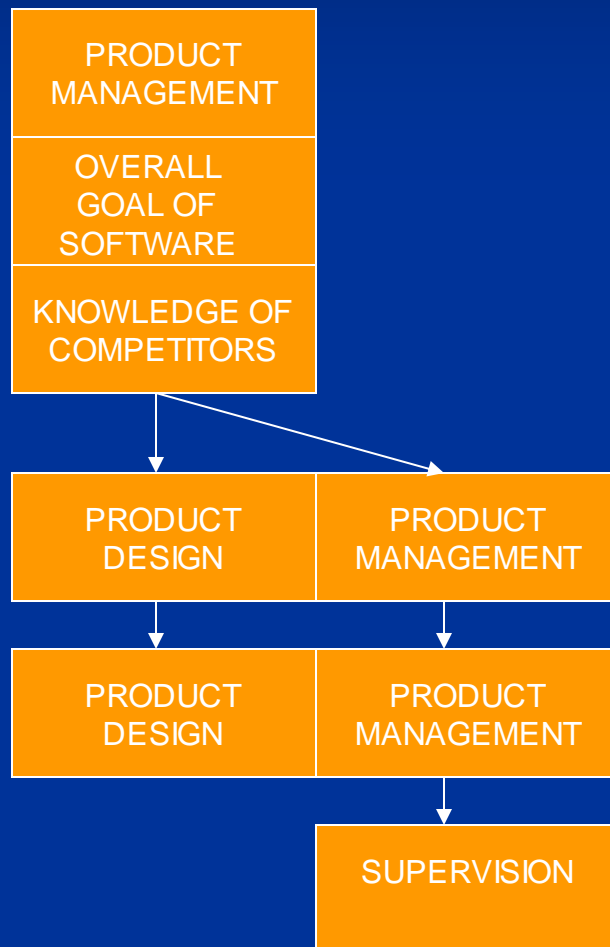 PRODUCT
MANAGEMENT
OVERALL
GOAL OF
SOFTWARE
KNOWLEDGE OF
COMPETITORS
PRODUCT
DESIGN
PRODUCT
MANAGEMENT
PRODUCT
DESIGN
PRODUCT
MANAGEMENT
SUPERVISION